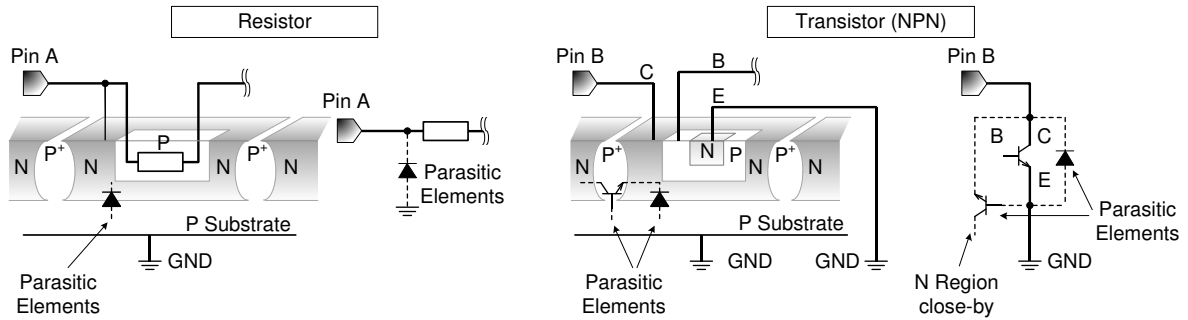 Resistor
Transistor (NPN)
Pin A
Pin B
C
B
E
Pin B
Pin A
N
P+
N
P
P+
N
N
P+
N
P
N
P+
N
B
C
E
Parasitic
Elements
P Substrate
GND
Parasitic
Elements
P Substrate
GND
GND
Parasitic
Elements
Parasitic
Elements
N Region
close-by
GND